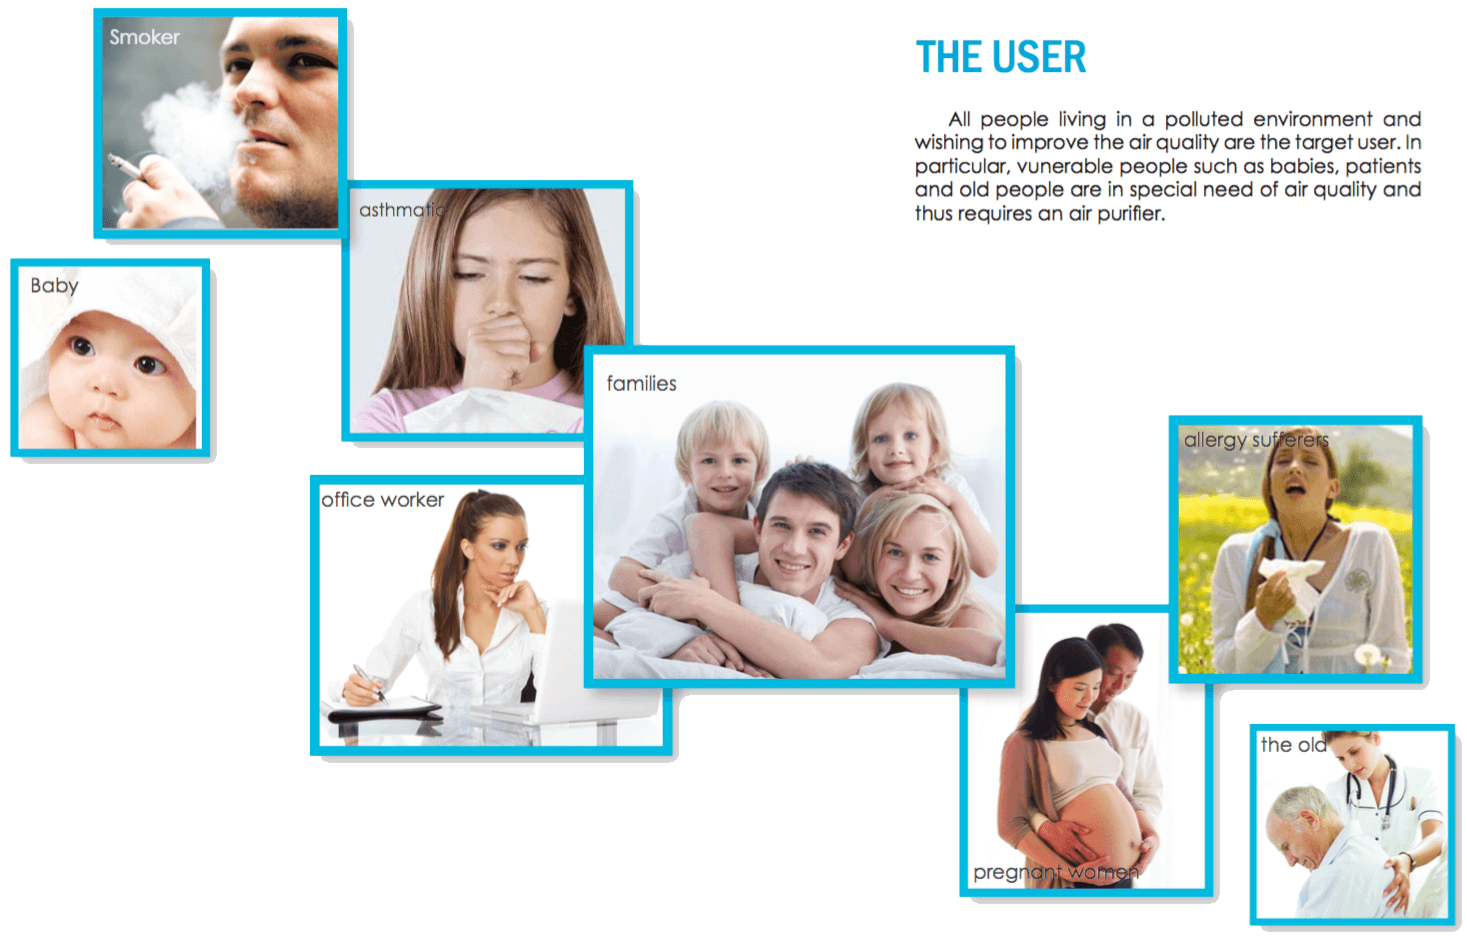 Smoker
THE USER
All people living in a polluted environment and
wishing to improve the air quality are the target user. In
particular, vunerable people such as babies, patients
and old people are in special need of air quality and
thus requires an air purifier.
asthmatic
Baby
families
allergy sufferers
office worker
the old
pregnant women